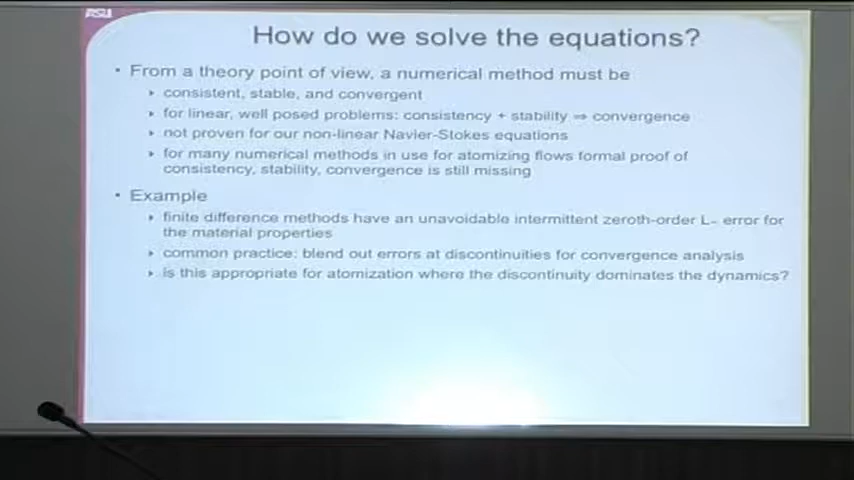 ASU
How do we solve the equations?
• From a theory point of view, a numerical method must be
‣ consistent, stable, and convergent
‣ for linear, well posed problems: consistency + stability ⇒ convergence
‣ not proven for our non-linear Navier-Stokes equations
‣ for many numerical methods in use for atomizing flows formal proof of
consistency, stability, convergence is still missing
• Example
‣ finite difference methods have an unavoidable intermittent zeroth-order L∞ error for
the material properties
‣ common practice: blend out errors at discontinuities for convergence analysis
‣ is this appropriate for atomization where the discontinuity dominates the dynamics?